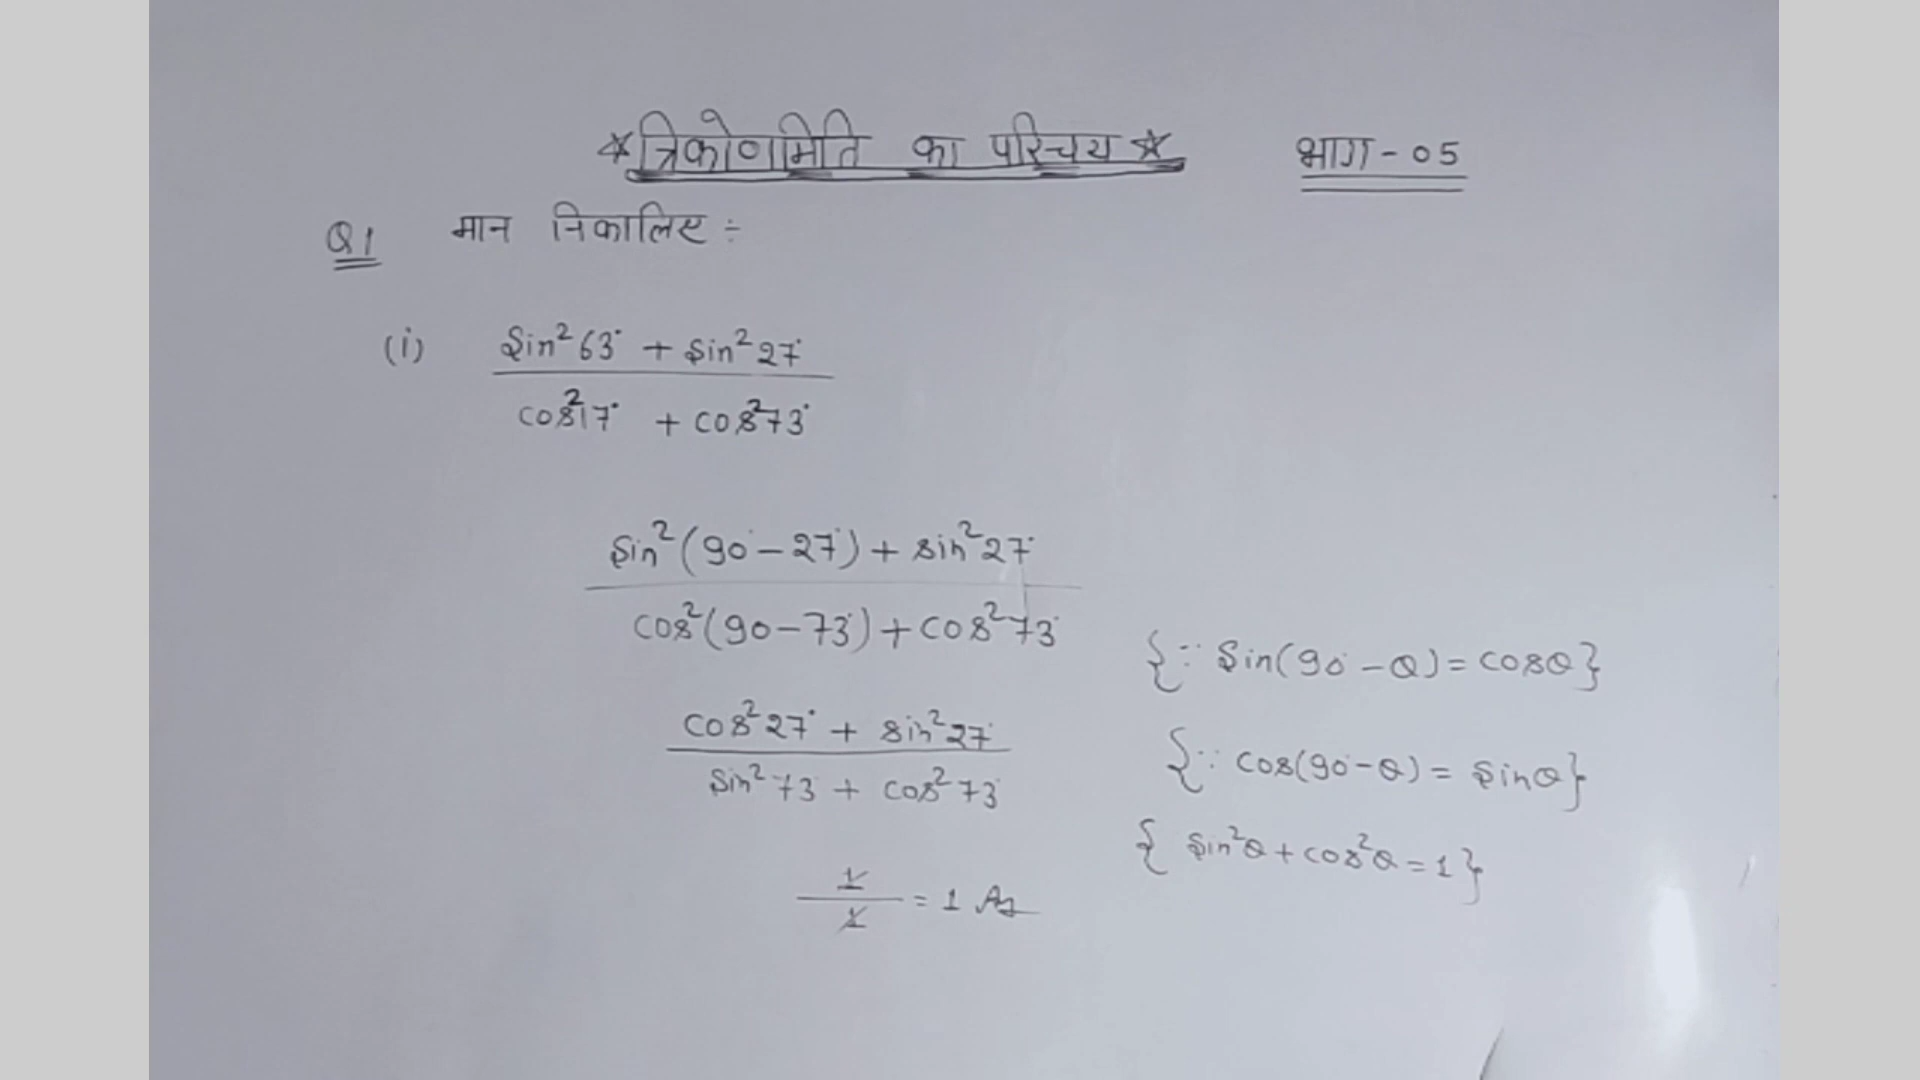 ☆त्रिकोणमिति का परिचय☆ भाग-05
Q1 मान निकालिए ÷
(i) Sin²63° + Sin²27°
cos²17° + cos²73°
Sin²(90°-27°) + sin²27°
cos²(90-73°) + cos²73°
{∵ Sin(90°-θ) = cosθ}
cos²27° + sin²27°
Sin²73 + cos²73
{∵ cos(90°-θ) = Sinθ}
{ Sin²θ + cos²θ = 1}
1
1
= 1 As